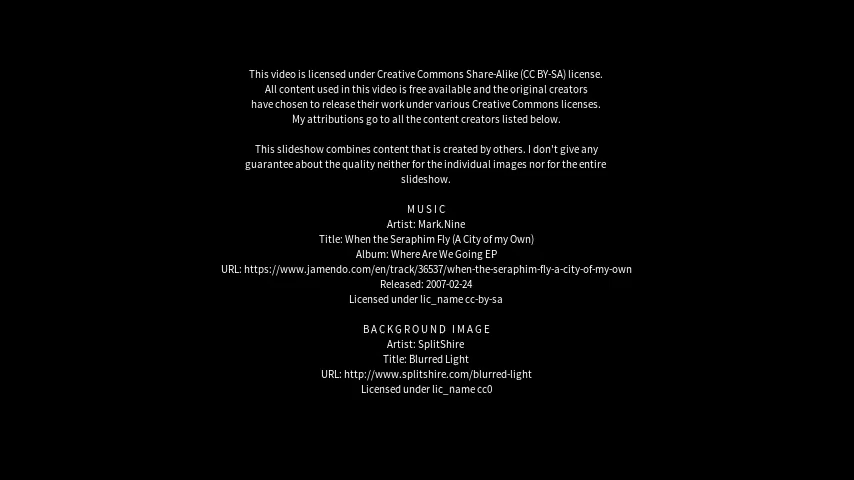 This video is licensed under Creative Commons Share-Alike (CC BY-SA) license.
All content used in this video is free available and the original creators
have chosen to release their work under various Creative Commons licenses.
My attributions go to all the content creators listed below.
This slideshow combines content that is created by others. I don't give any
guarantee about the quality neither for the individual images nor for the entire
slideshow.
MUSIC
Artist: Mark.Nine
Title: When the Seraphim Fly (A City of my Own)
Album: Where Are We Going EP
URL: https://www.jamendo.com/en/track/36537/when-the-seraphim-fly-a-city-of-my-own
Released: 2007-02-24
Licensed under lic_name cc-by-sa
BACKGROUND IMAGE
Artist: SplitShire
Title: Blurred Light
URL: http://www.splitshire.com/blurred-light
Licensed under lic_name cc0